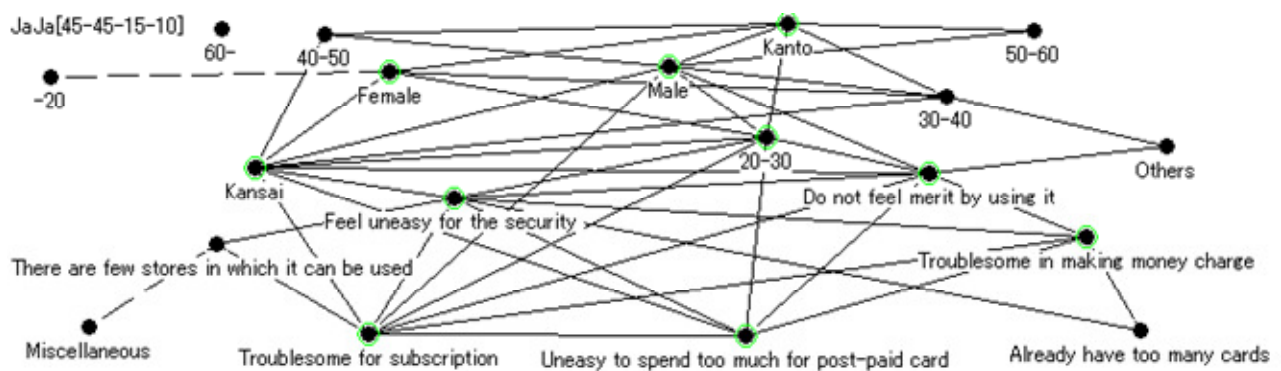 JaJa[45-45-15-10]
60-
40-50
Kanto
50-60
-20
Female
Male
30-40
20-30
Others
Kansai
Do not feel merit by using it
Feel uneasy for the security
There are few stores in which it can be used
Troublesome in making money charge
Miscellaneous
Troublesome for subscription
Uneasy to spend too much for post-paid card
Already have too many cards